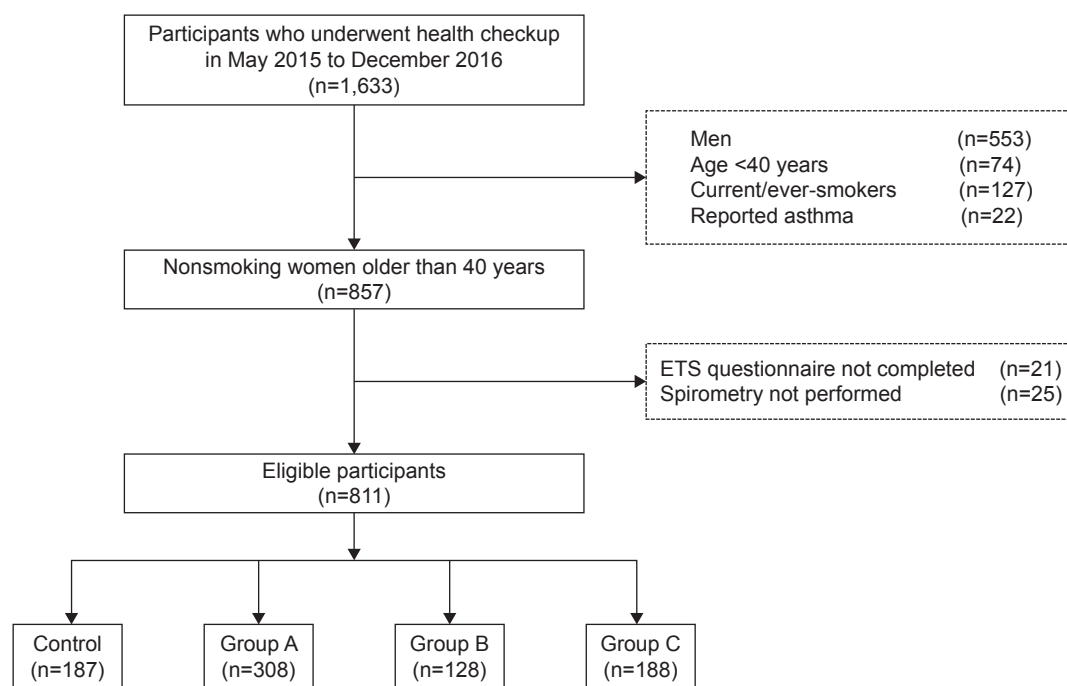 Participants who underwent health checkup
in May 2015 to December 2016
(n=1,633)
Men (n=553)
Age <40 years (n=74)
Current/ever-smokers (n=127)
Reported asthma (n=22)
Nonsmoking women older than 40 years
(n=857)
ETS questionnaire not completed (n=21)
Spirometry not performed (n=25)
Eligible participants
(n=811)
Control
(n=187)
Group A
(n=308)
Group B
(n=128)
Group C
(n=188)